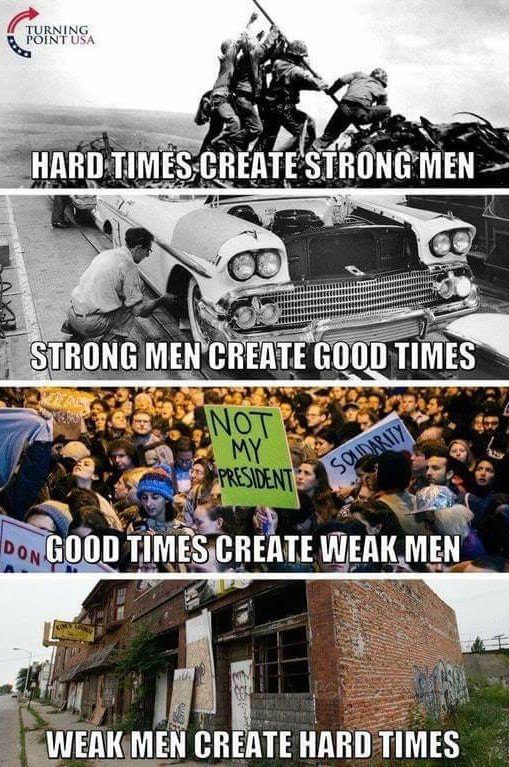 TURNING
POINT USA
HARD TIMES CREATE STRONG MEN
STRONG MEN CREATE GOOD TIMES
NOT
MY
PRESIDENT
SOLIDARITY
DON
GOOD TIMES CREATE WEAK MEN
WEAK MEN CREATE HARD TIMES